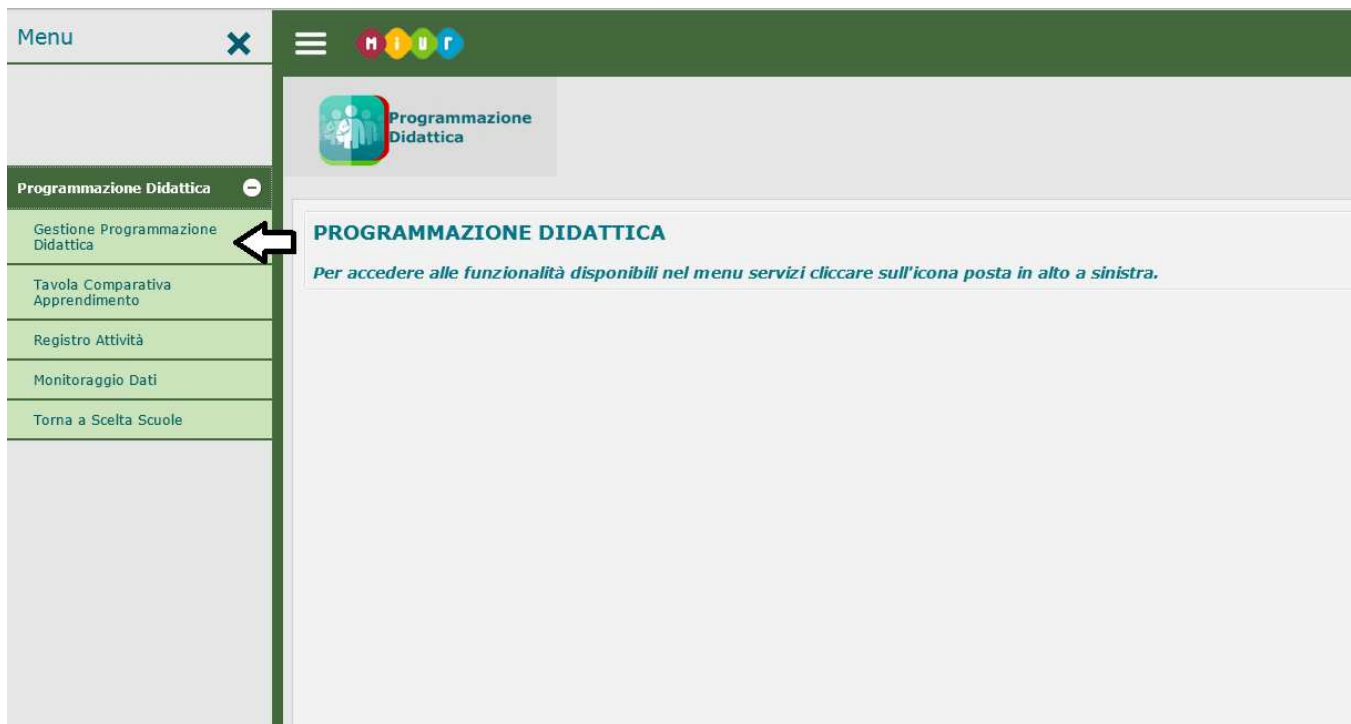 Menu
MIUR
Programmazione
Didattica
Programmazione Didattica
Gestione Programmazione
Didattica
Tavola Comparativa
Apprendimento
Registro Attività
Monitoraggio Dati
Torna a Scelta Scuole
PROGRAMMAZIONE DIDATTICA
Per accedere alle funzionalità disponibili nel menu servizi cliccare sull'icona posta in alto a sinistra.